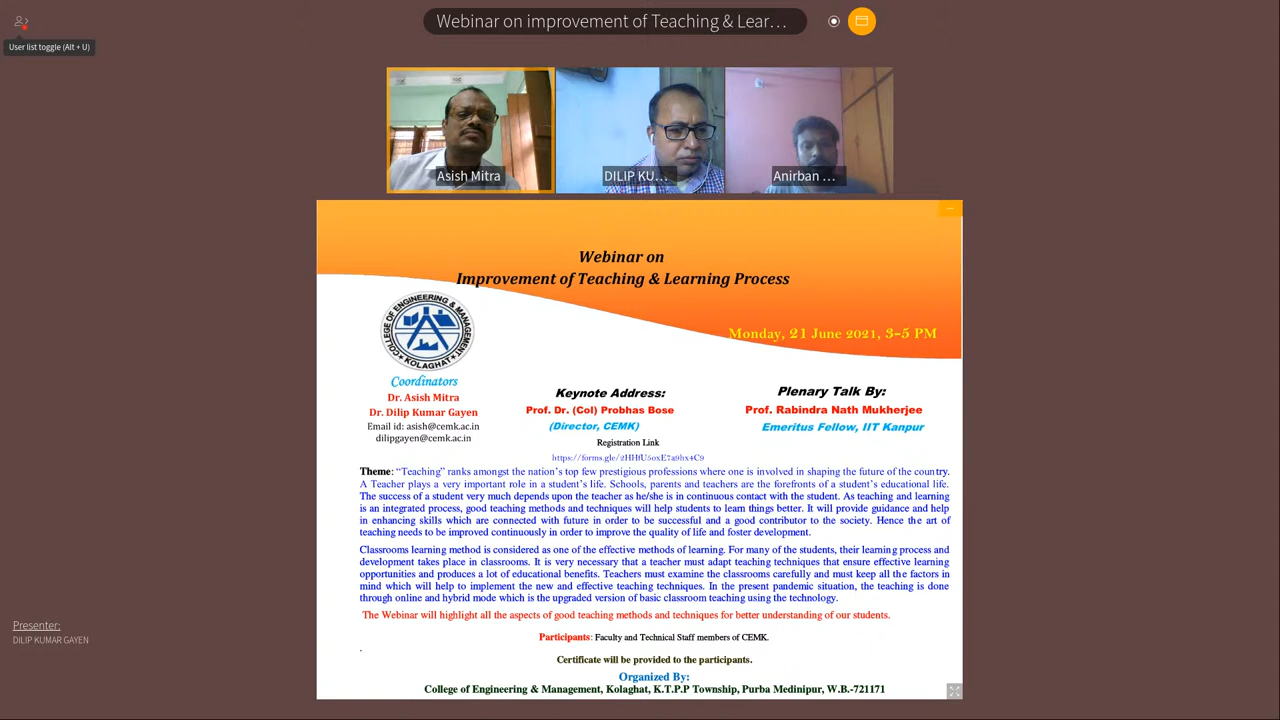 Webinar on improvement of Teaching & Lear...
User list toggle (Alt + U)
Asish Mitra
DILIP KU...
Anirban ...
Webinar on
Improvement of Teaching & Learning Process
Monday, 21 June 2021, 3-5 PM
COLLEGE OF ENGINEERING & MANAGEMENT
KOLAGHAT
Coordinators
Dr. Asish Mitra
Dr. Dilip Kumar Gayen
Email id: asish@cemk.ac.in
dilipgayen@cemk.ac.in
Keynote Address:
Prof. Dr. (Col) Probhas Bose
(Director, CEMK)
Plenary Talk By:
Prof. Rabindra Nath Mukherjee
Emeritus Fellow, IIT Kanpur
Registration Link
https://forms.gle/2HHfU5oxE7a9hx4C9
Theme: “Teaching” ranks amongst the nation’s top few prestigious professions where one is involved in shaping the future of the country.
A Teacher plays a very important role in a student’s life. Schools, parents and teachers are the forefronts of a student’s educational life.
The success of a student very much depends upon the teacher as he/she is in continuous contact with the student. As teaching and learning
is an integrated process, good teaching methods and techniques will help students to learn things better. It will provide guidance and help
in enhancing skills which are connected with future in order to be successful and a good contributor to the society. Hence the art of
teaching needs to be improved continuously in order to improve the quality of life and foster development.
Classrooms learning method is considered as one of the effective methods of learning. For many of the students, their learning process and
development takes place in classrooms. It is very necessary that a teacher must adapt teaching techniques that ensure effective learning
opportunities and produces a lot of educational benefits. Teachers must examine the classrooms carefully and must keep all the factors in
mind which will help to implement the new and effective teaching techniques. In the present pandemic situation, the teaching is done
through online and hybrid mode which is the upgraded version of basic classroom teaching using the technology.
The Webinar will highlight all the aspects of good teaching methods and techniques for better understanding of our students.
Participants: Faculty and Technical Staff members of CEMK.
Certificate will be provided to the participants.
Organized By:
College of Engineering & Management, Kolaghat, K.T.P.P Township, Purba Medinipur, W.B.-721171
Presenter:
DILIP KUMAR GAYEN